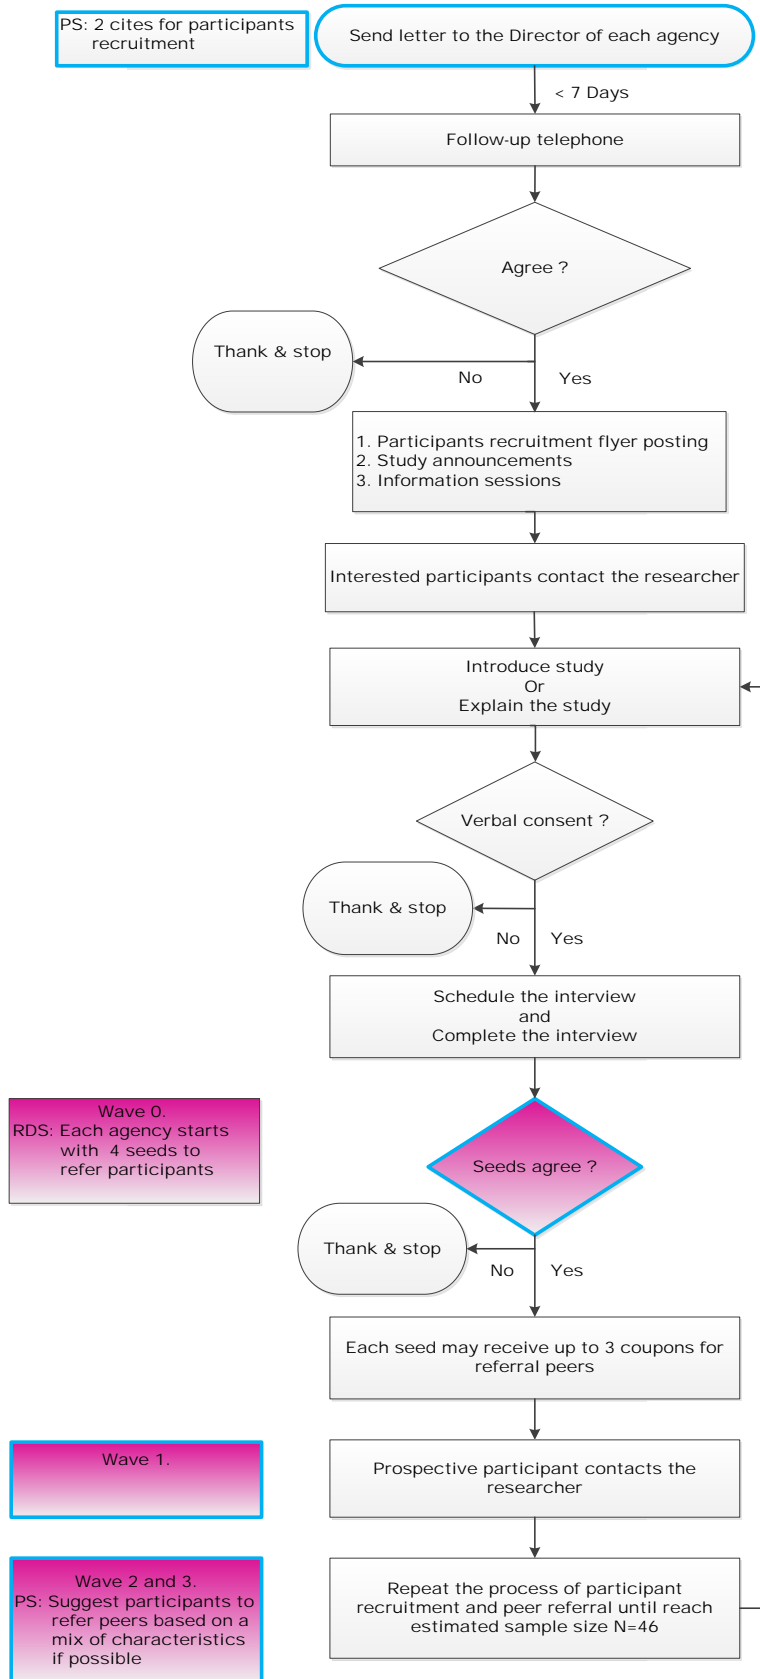 PS: 2 cites for participants
recruitment
Send letter to the Director of each agency
< 7 Days
Follow-up telephone
Agree ?
Thank & stop
No
Yes
1. Participants recruitment flyer posting
2. Study announcements
3. Information sessions
Interested participants contact the researcher
Introduce study
Or
Explain the study
Verbal consent ?
Thank & stop
No
Yes
Schedule the interview
and
Complete the interview
Wave 0.
RDS: Each agency starts
with 4 seeds to
refer participants
Seeds agree ?
Thank & stop
No
Yes
Each seed may receive up to 3 coupons for
referral peers
Wave 1.
Prospective participant contacts the
researcher
Wave 2 and 3.
PS: Suggest participants to
refer peers based on a
mix of characteristics
if possible
Repeat the process of participant
recruitment and peer referral until reach
estimated sample size N=46